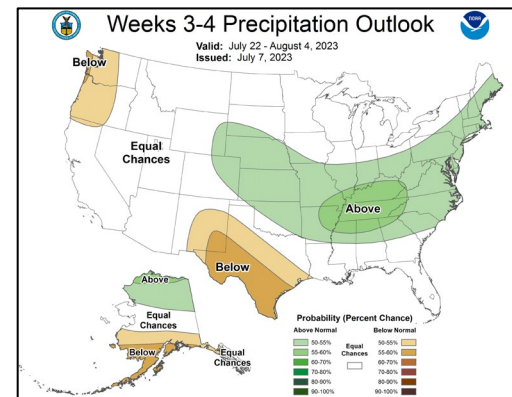 Weeks 3-4 Precipitation Outlook
Valid: July 22 - August 4, 2023
Issued: July 7, 2023
NOAA
Below
Equal
Chances
Above
Below
Above
Equal
Chances
Below
Equal
Chances
Probability (Percent Chance)
Above Normal
Below Normal
Equal
Chances
50-55%
55-60%
60-70%
70-80%
80-90%
90-100%
50-55%
55-60%
60-70%
70-80%
80-90%
90-100%